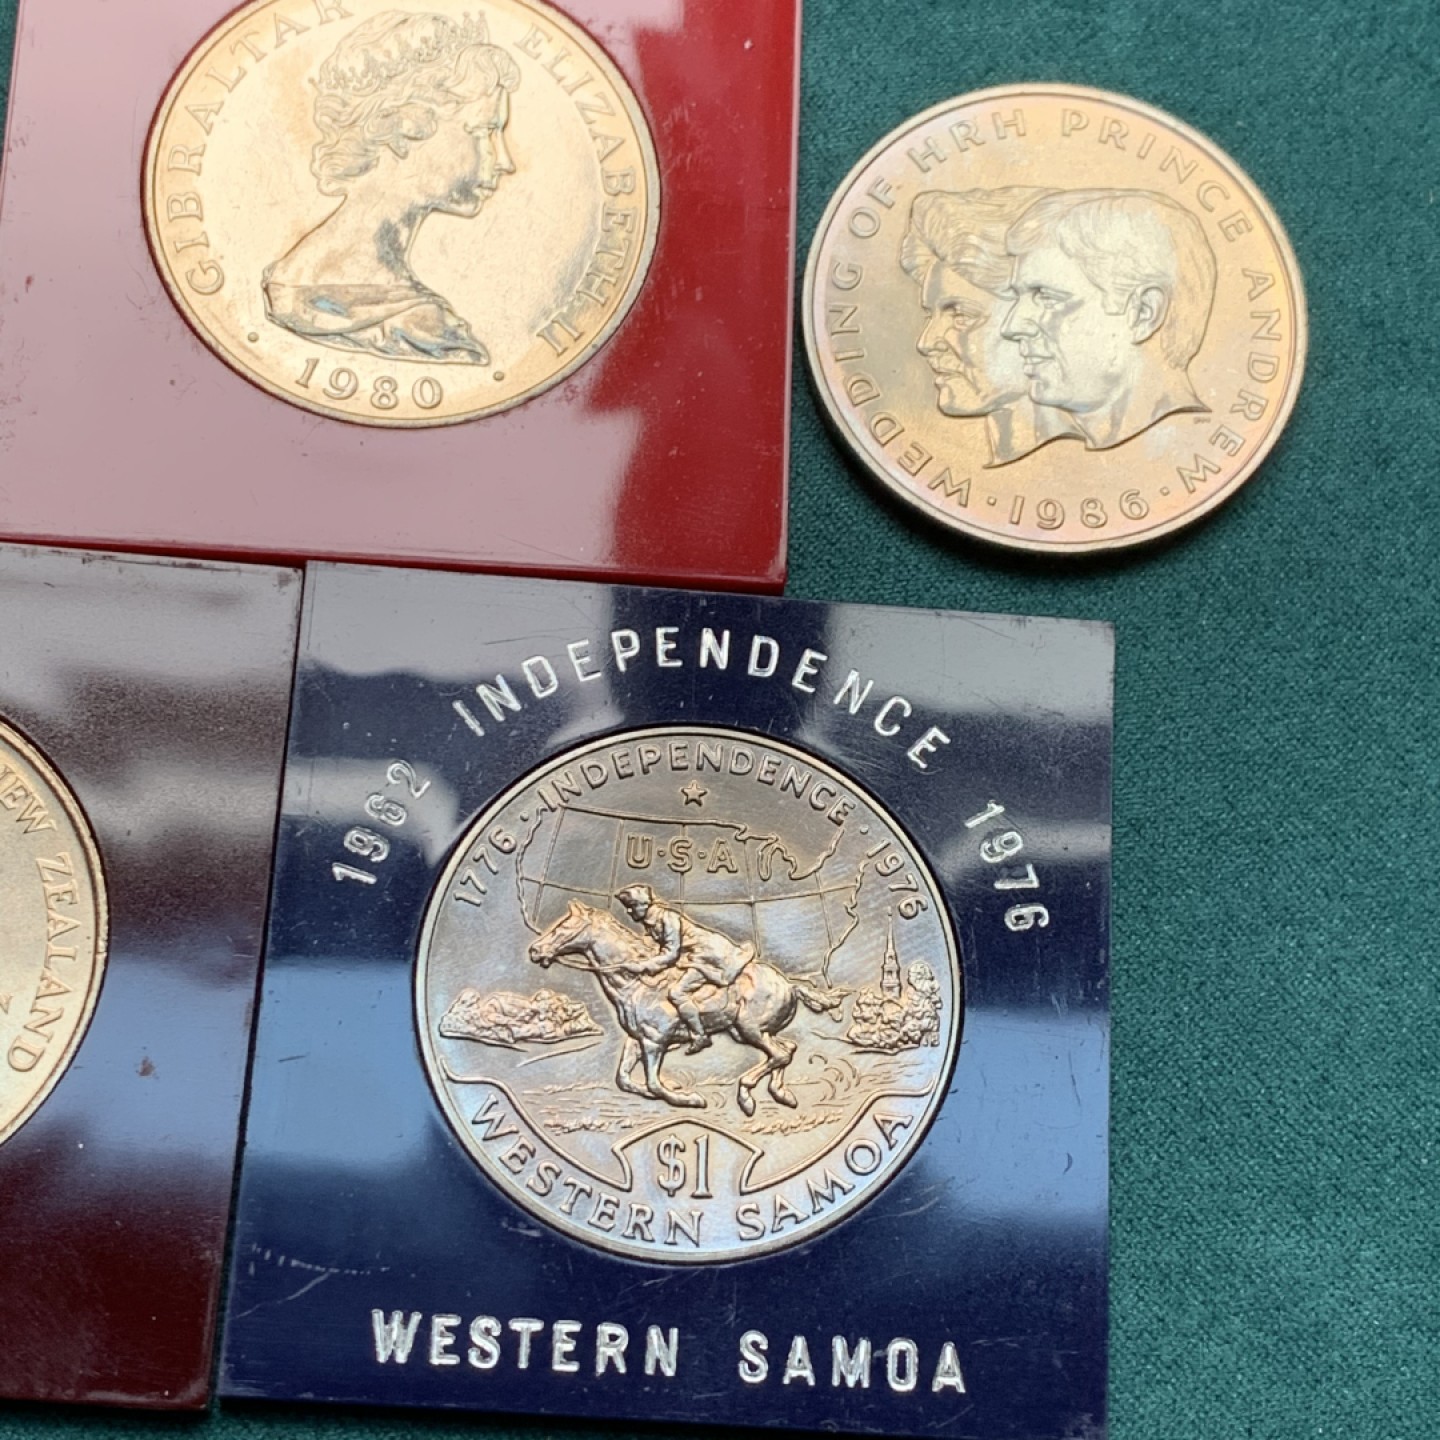 GIBRALTAR ELIZABETH II
· 1980 ·
WEDDING OF HRH PRINCE ANDREW
· 1986 ·
NEW ZEALAND
INDEPENDENCE
1962 1976
1776 · INDEPENDENCE · 1976
U·S·A
$1
WESTERN SAMOA
WESTERN SAMOA